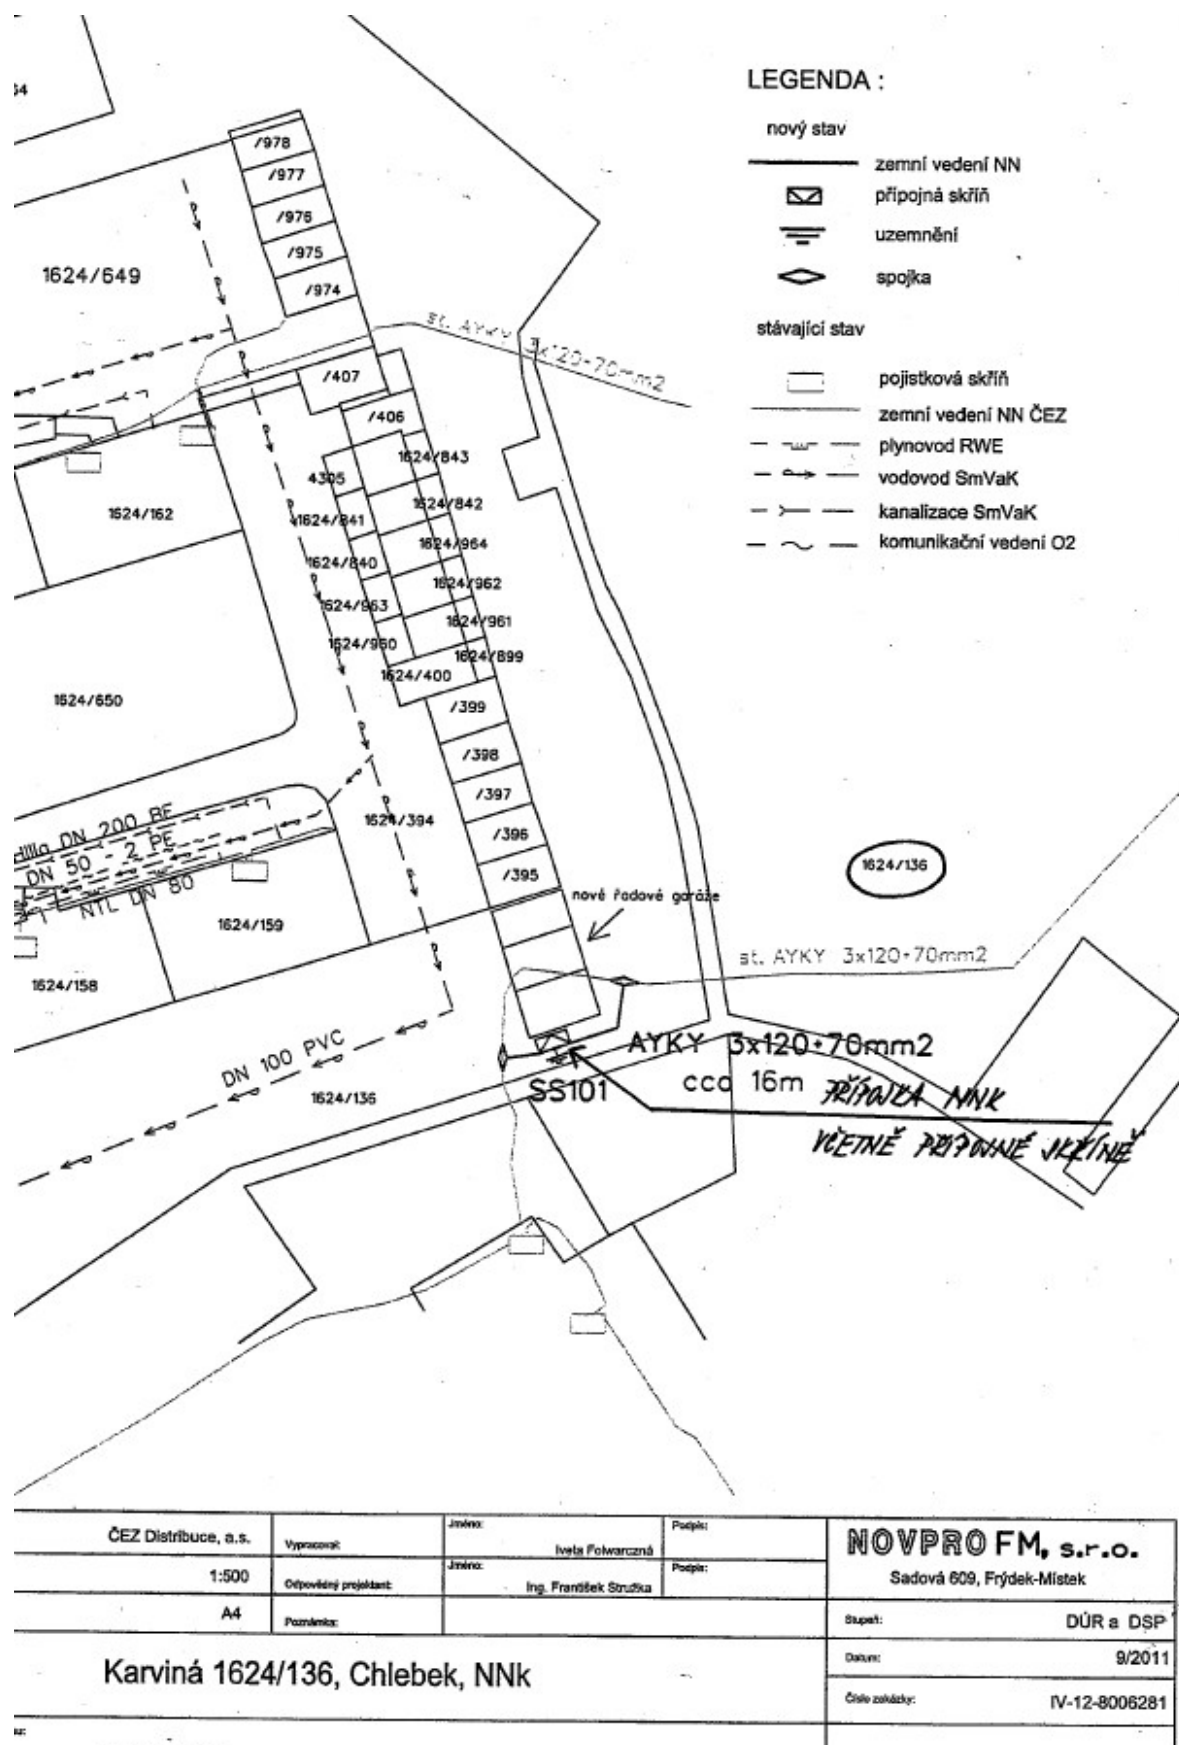 64
LEGENDA :
nový stav
zemní vedení NN
přípojná skříň
uzemnění
spojka
stávající stav
pojistková skříň
zemní vedení NN ČEZ
plynovod RWE
vodovod SmVaK
kanalizace SmVaK
komunikační vedení O2
/978
/977
/976
/975
/974
1624/649
st. AYKY 3x120+70mm2
/407
/406
1624/843
4305
1624/842
1624/162
1624/841
1624/964
1624/840
1624/962
1624/963
1624/961
1624/960
1624/899
1624/400
1624/650
/399
/398
/397
1624/394
/396
/395
DN 200 BE
DN 50 - 2 PE
NTL DN 80
1624/136
nové řadové garáže
1624/159
1624/158
st. AYKY 3x120+70mm2
DN 100 PVC
AYKY 3x120+70mm2
cca 16m
SS101
1624/136
PŘÍPOJKA NNK
VČETNĚ PŘÍPOJNÉ SKŘÍNĚ
ČEZ Distribuce, a.s.
1:500
A4
Vypracoval:
Jméno:
Iveta Folwarczná
Podpis:
Odpovědný projektant:
Jméno:
Ing. František Stružka
Podpis:
Poznámka:
NOVPRO FM, s.r.o.
Sadová 609, Frýdek-Místek
Stupeň:
DÚR a DSP
Datum:
9/2011
Číslo zakázky:
IV-12-8006281
Karviná 1624/136, Chlebek, NNk